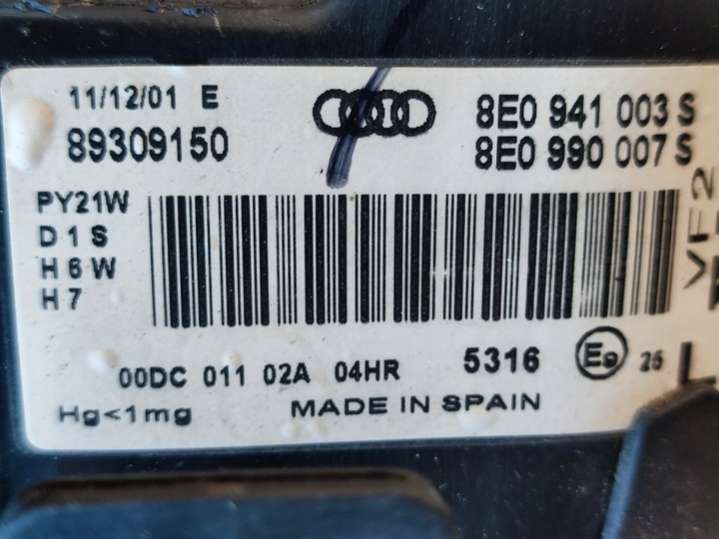 11/12/01 E
8E0 941 003 S
89309150
8E0 990 007 S
PY21W
D1S
H6W
H7
VF2
00DC 011 02A 04HR 5316 E9 25
L
Hg<1mg MADE IN SPAIN